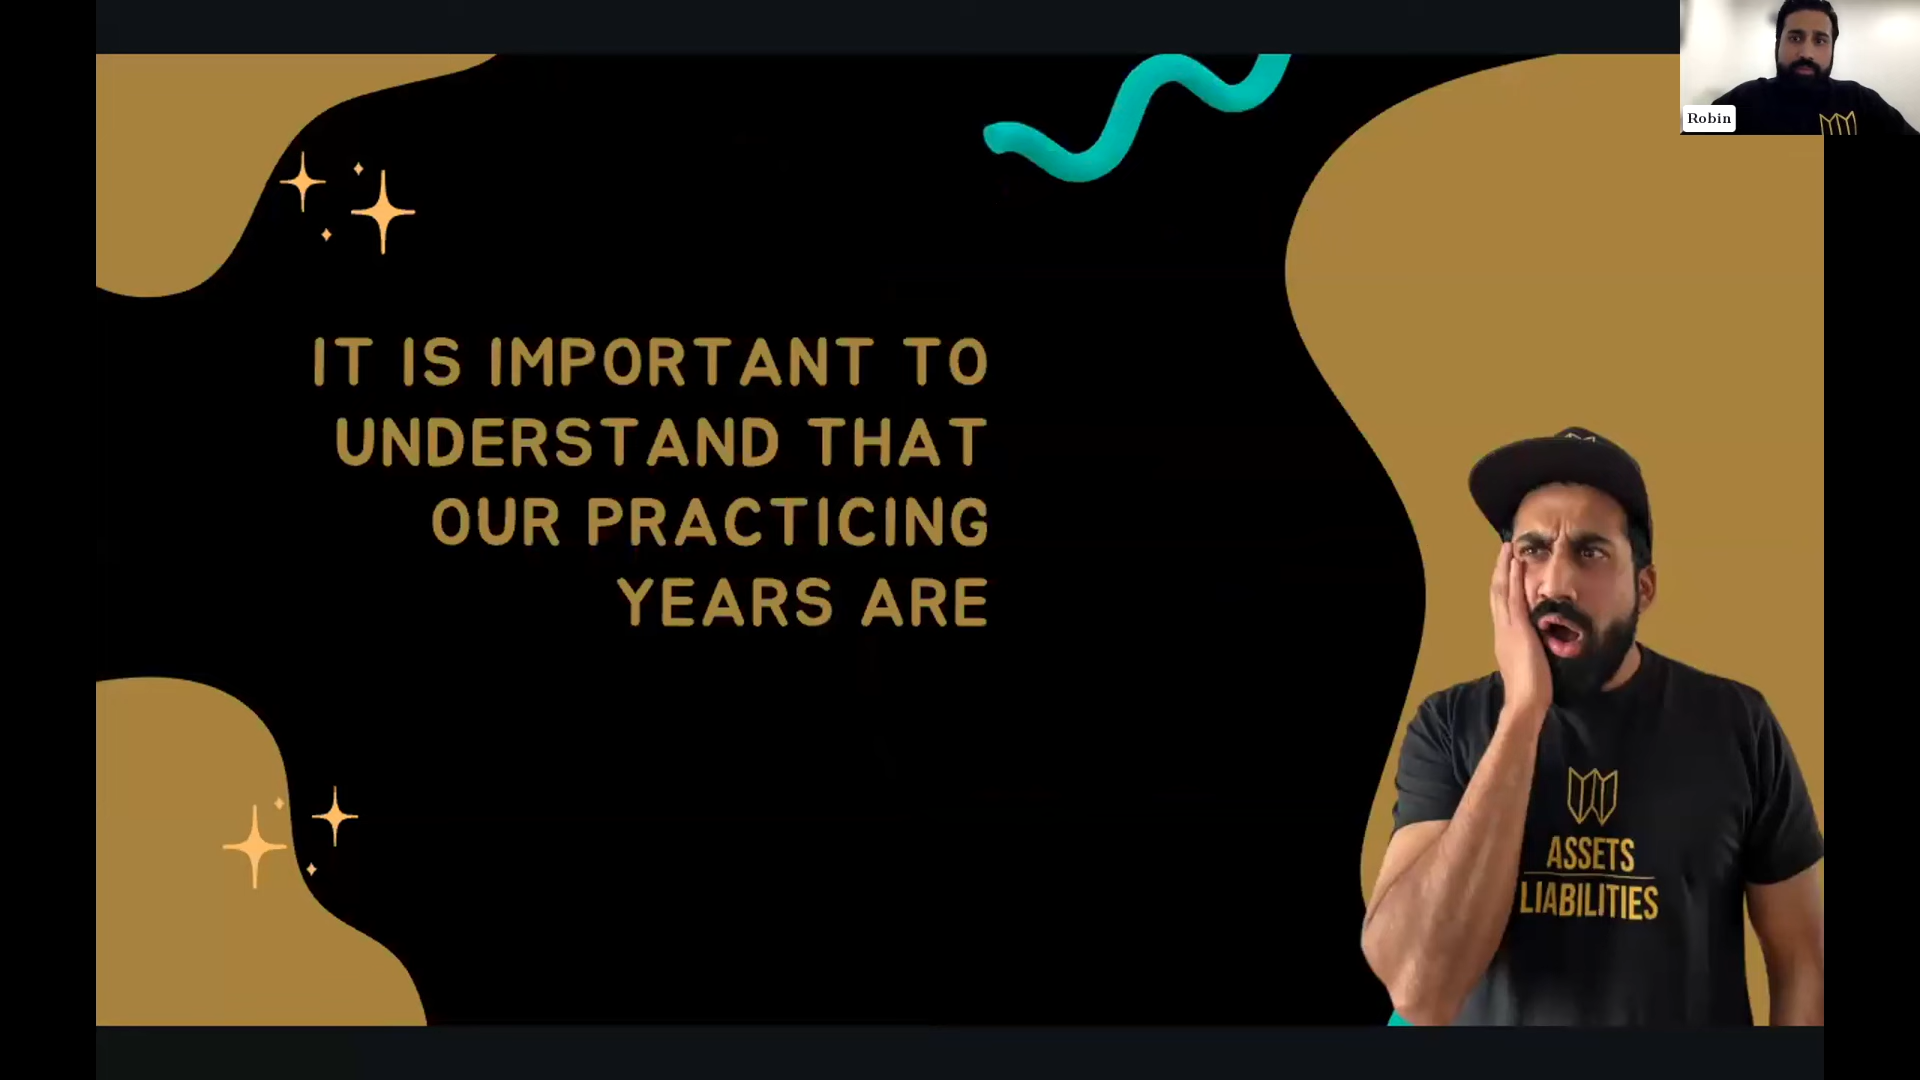 Robin
IT IS IMPORTANT TO
UNDERSTAND THAT
OUR PRACTICING
YEARS ARE
ASSETS
LIABILITIES